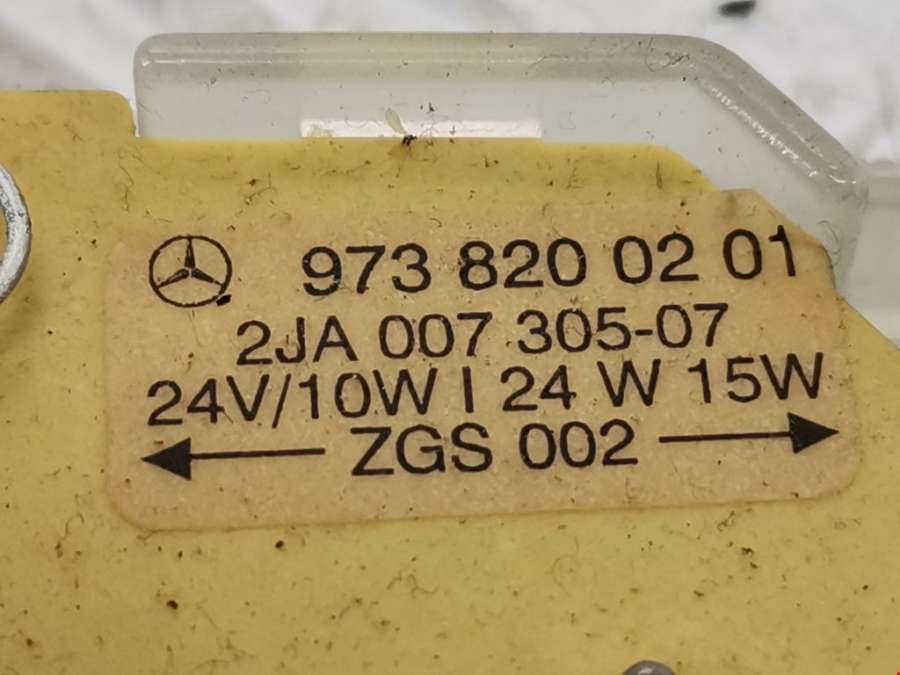 973 820 02 01
2JA 007 305-07
24V/10W I 24 W 15W
ZGS 002